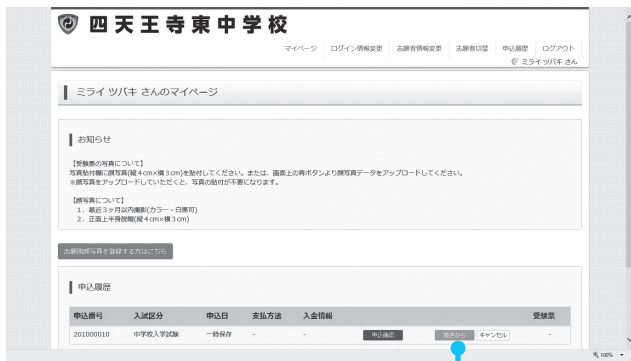 四天王寺東中学校
マイページ ログイン情報変更 志願者情報変更 志願者切替 申込履歴 ログアウト
ミライ ツバキ さん
ミライ ツバキ さんのマイページ
お知らせ
【受験票の写真について】
写真貼付欄に顔写真(縦4cm×横3cm)を貼付してください。または、画面上の青ボタンより顔写真データをアップロードしてください。
※顔写真をアップロードしていただくと、写真の貼付が不要になります。
【顔写真について】
1．最近3ヶ月以内撮影(カラー・白黒可)
2．正面上半身脱帽(縦4cm×横3cm)
出願用顔写真を登録する方はこちら
申込履歴
申込番号 入試区分 申込日 支払方法 入金情報 受験票
201000010 中学校入学試験 一時保存 - - 申込確認 続きから キャンセル -
100%